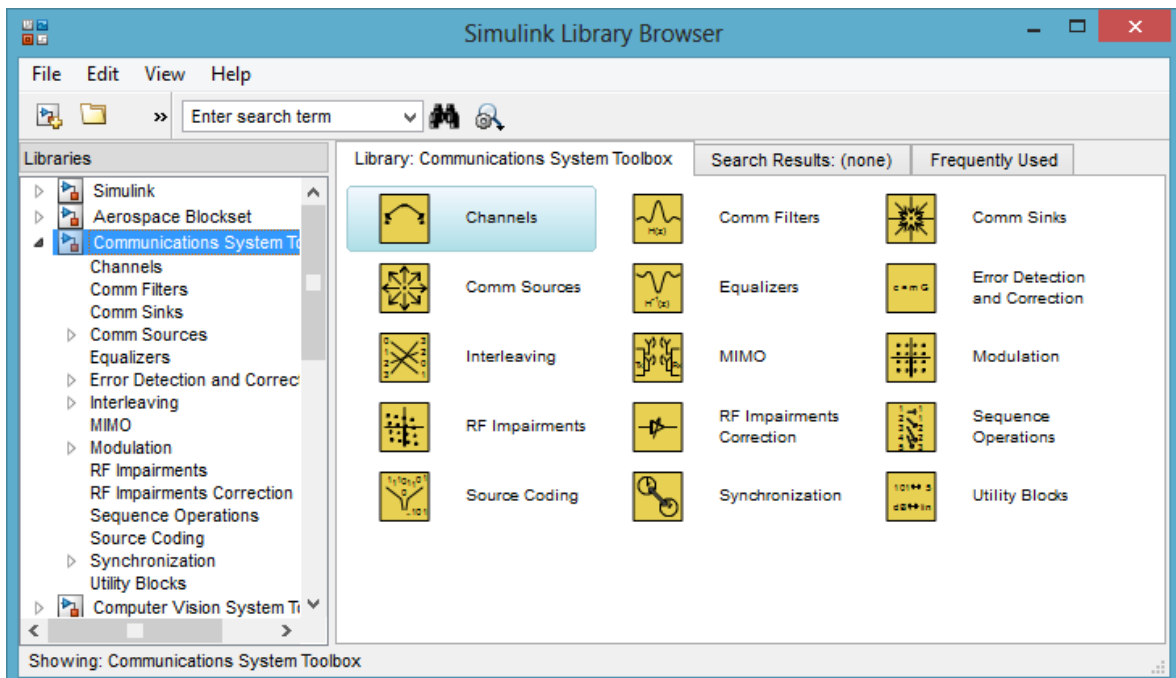 Simulink Library Browser
File Edit View Help
» Enter search term
Libraries
Library: Communications System Toolbox
Search Results: (none)
Frequently Used
Simulink
Aerospace Blockset
Communications System To
Channels
Comm Filters
Comm Sinks
Comm Sources
Equalizers
Error Detection and Correc
Interleaving
MIMO
Modulation
RF Impairments
RF Impairments Correction
Sequence Operations
Source Coding
Synchronization
Utility Blocks
Computer Vision System T
Channels
Comm Filters
Comm Sinks
Comm Sources
Equalizers
Error Detection
and Correction
Interleaving
MIMO
Modulation
RF Impairments
RF Impairments
Correction
Sequence
Operations
Source Coding
Synchronization
Utility Blocks
Showing: Communications System Toolbox